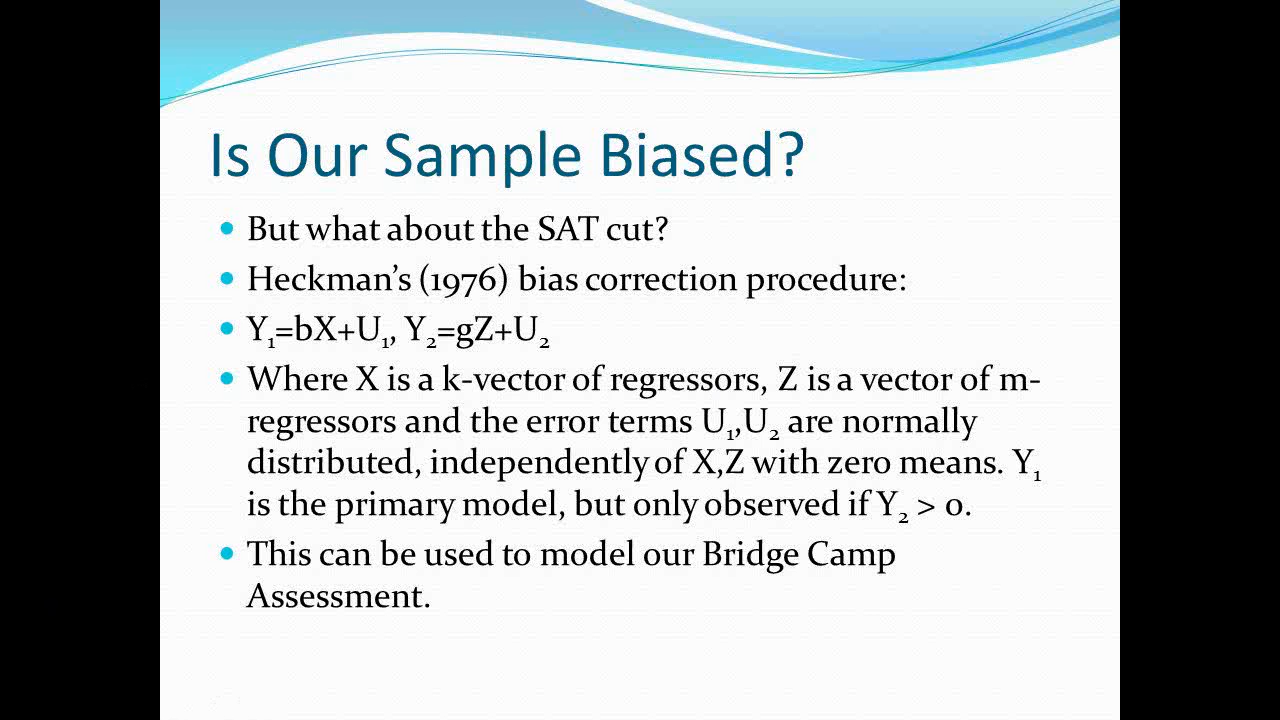 Is Our Sample Biased?
• But what about the SAT cut?
• Heckman’s (1976) bias correction procedure:
• Y₁=bX+U₁, Y₂=gZ+U₂
• Where X is a k-vector of regressors, Z is a vector of m-
regressors and the error terms U₁,U₂ are normally
distributed, independently of X,Z with zero means. Y₁
is the primary model, but only observed if Y₂ > 0.
• This can be used to model our Bridge Camp
Assessment.